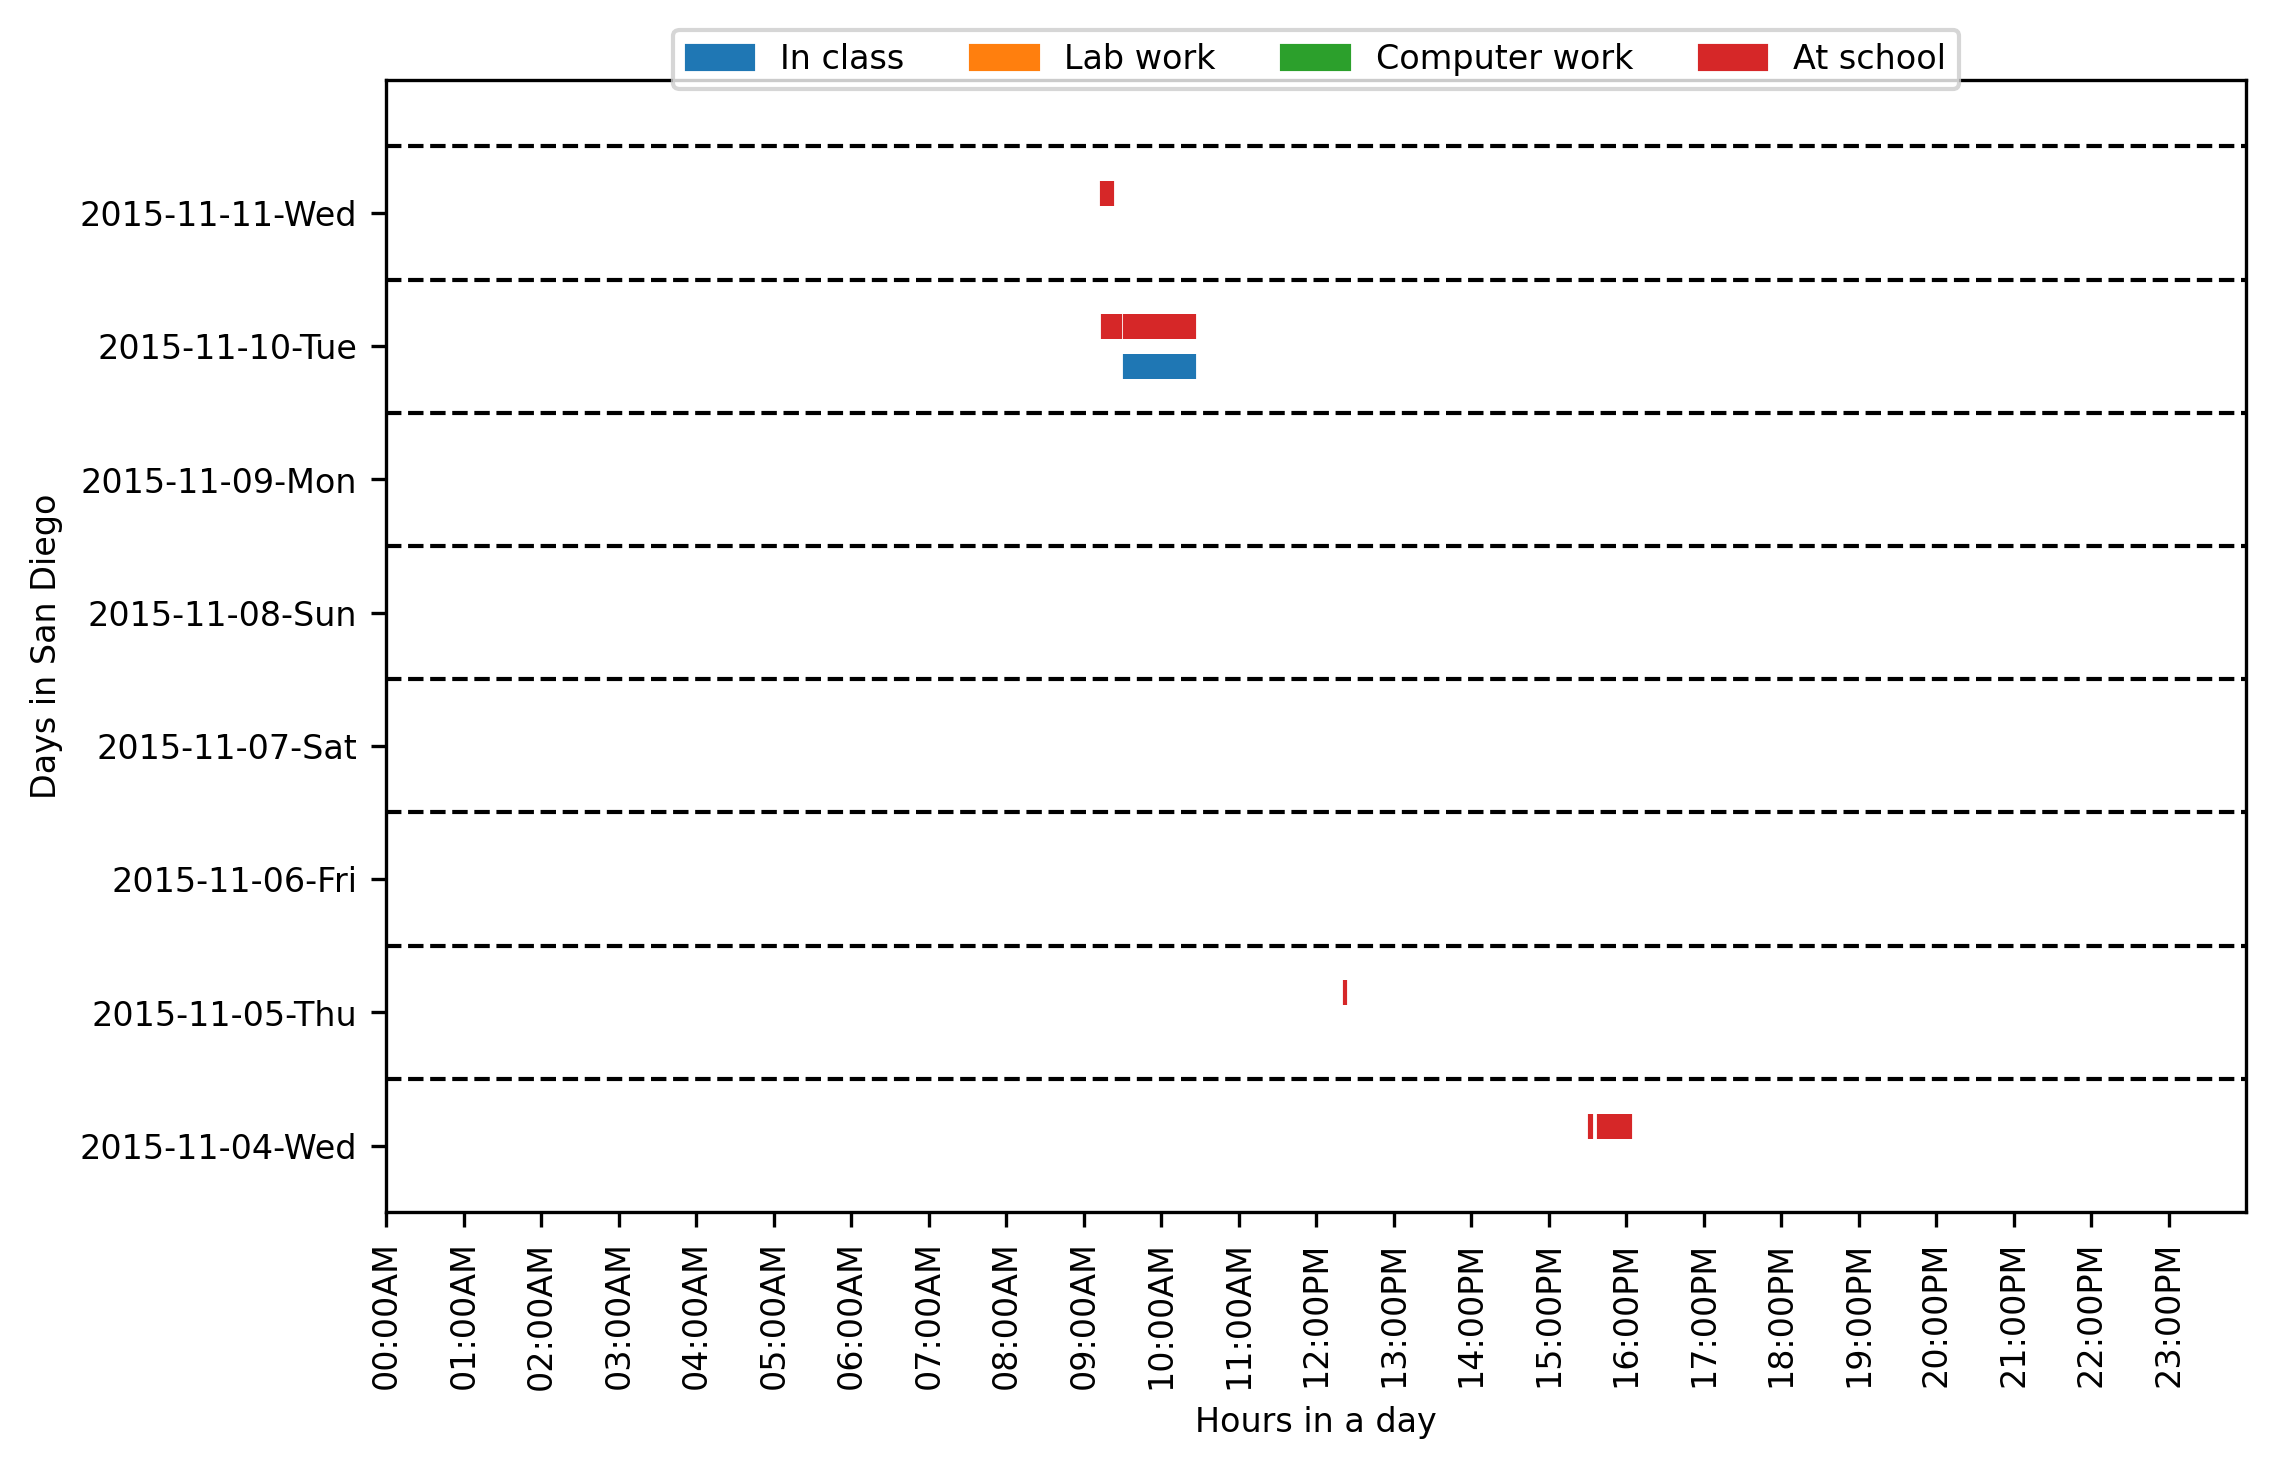 In class Lab work Computer work At school
2015-11-11-Wed
2015-11-10-Tue
2015-11-09-Mon
2015-11-08-Sun
2015-11-07-Sat
2015-11-06-Fri
2015-11-05-Thu
2015-11-04-Wed
Days in San Diego
00:00AM
01:00AM
02:00AM
03:00AM
04:00AM
05:00AM
06:00AM
07:00AM
08:00AM
09:00AM
10:00AM
11:00AM
12:00PM
13:00PM
14:00PM
15:00PM
16:00PM
17:00PM
18:00PM
19:00PM
20:00PM
21:00PM
22:00PM
23:00PM
Hours in a day